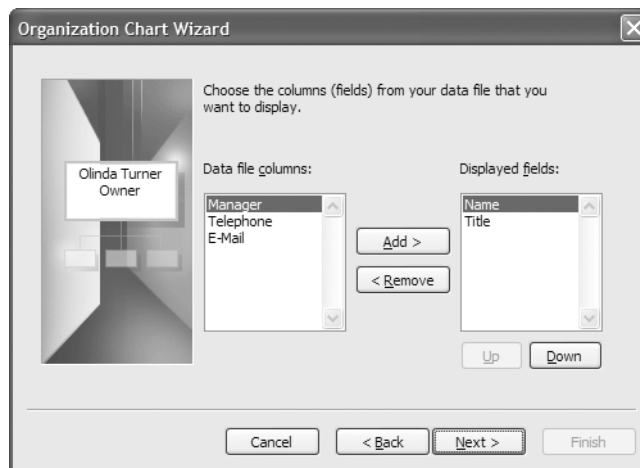 Organization Chart Wizard
Choose the columns (fields) from your data file that you
want to display.
Olinda Turner
Owner
Data file columns:
Displayed fields:
Manager
Telephone
E-Mail
Name
Title
Add >
< Remove
Up
Down
Cancel
< Back
Next >
Finish